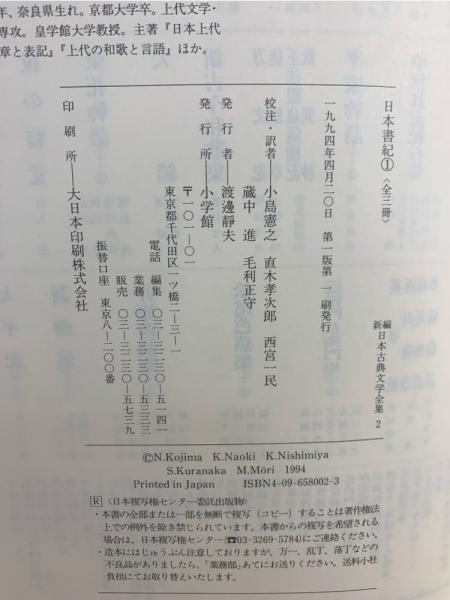 年、奈良県生れ。京都大学卒。上代文学・
専攻。皇学館大学教授。主著『日本上代
章と表記』『上代の和歌と言語』ほか。
新編日本古典文学全集2
日本書紀①〈全三冊〉
一九九四年四月二〇日 第一版第一刷発行
校注・訳者――小島憲之 直木孝次郎 西宮一民
蔵中 進 毛利正守
発行者――渡邊靜夫
発行所――小学館
〒一〇一-〇一
東京都千代田区一ツ橋二-三-一
電話 編集 〇三-三二三〇-五一四一
業務 〇三-三二三〇-五三三三
販売 〇三-三二三〇-五七三九
振替口座 東京八-二〇〇番
印刷所――大日本印刷株式会社
©N.Kojima K.Naoki K.Nishimiya
S.Kuranaka M.Mōri 1994
Printed in Japan ISBN4-09-658002-3
R 〈日本複写権センター委託出版物〉
・本書の全部または一部を無断で複写(コピー)することは著作権法
上での例外を除き禁じられています。本書からの複写を希望される
場合は、日本複写権センター(☎03-3269-5784)にご連絡ください。
・造本にはじゅうぶん注意しておりますが、万一、乱丁、落丁などの
不良品がありましたら、「業務部」あてにお送りください。送料小社
負担にてお取り替えいたします。